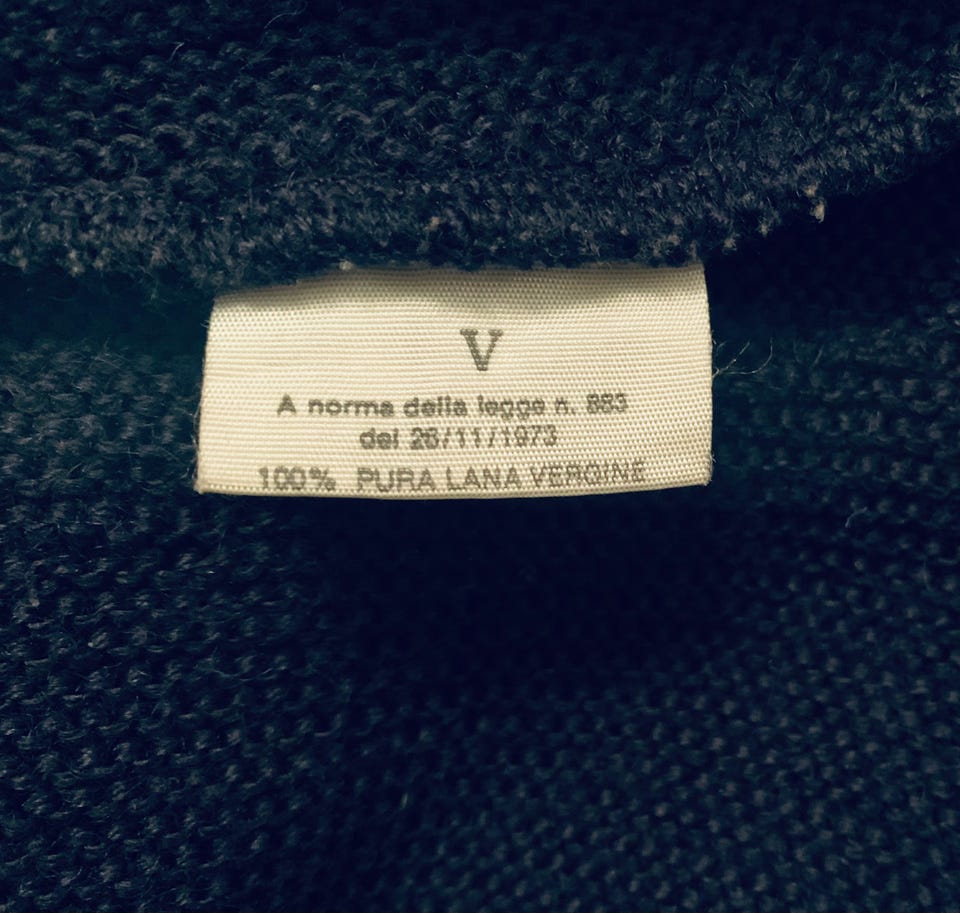 V
A norma della legge n. 883
del 26/11/1973
100% PURA LANA VERGINE